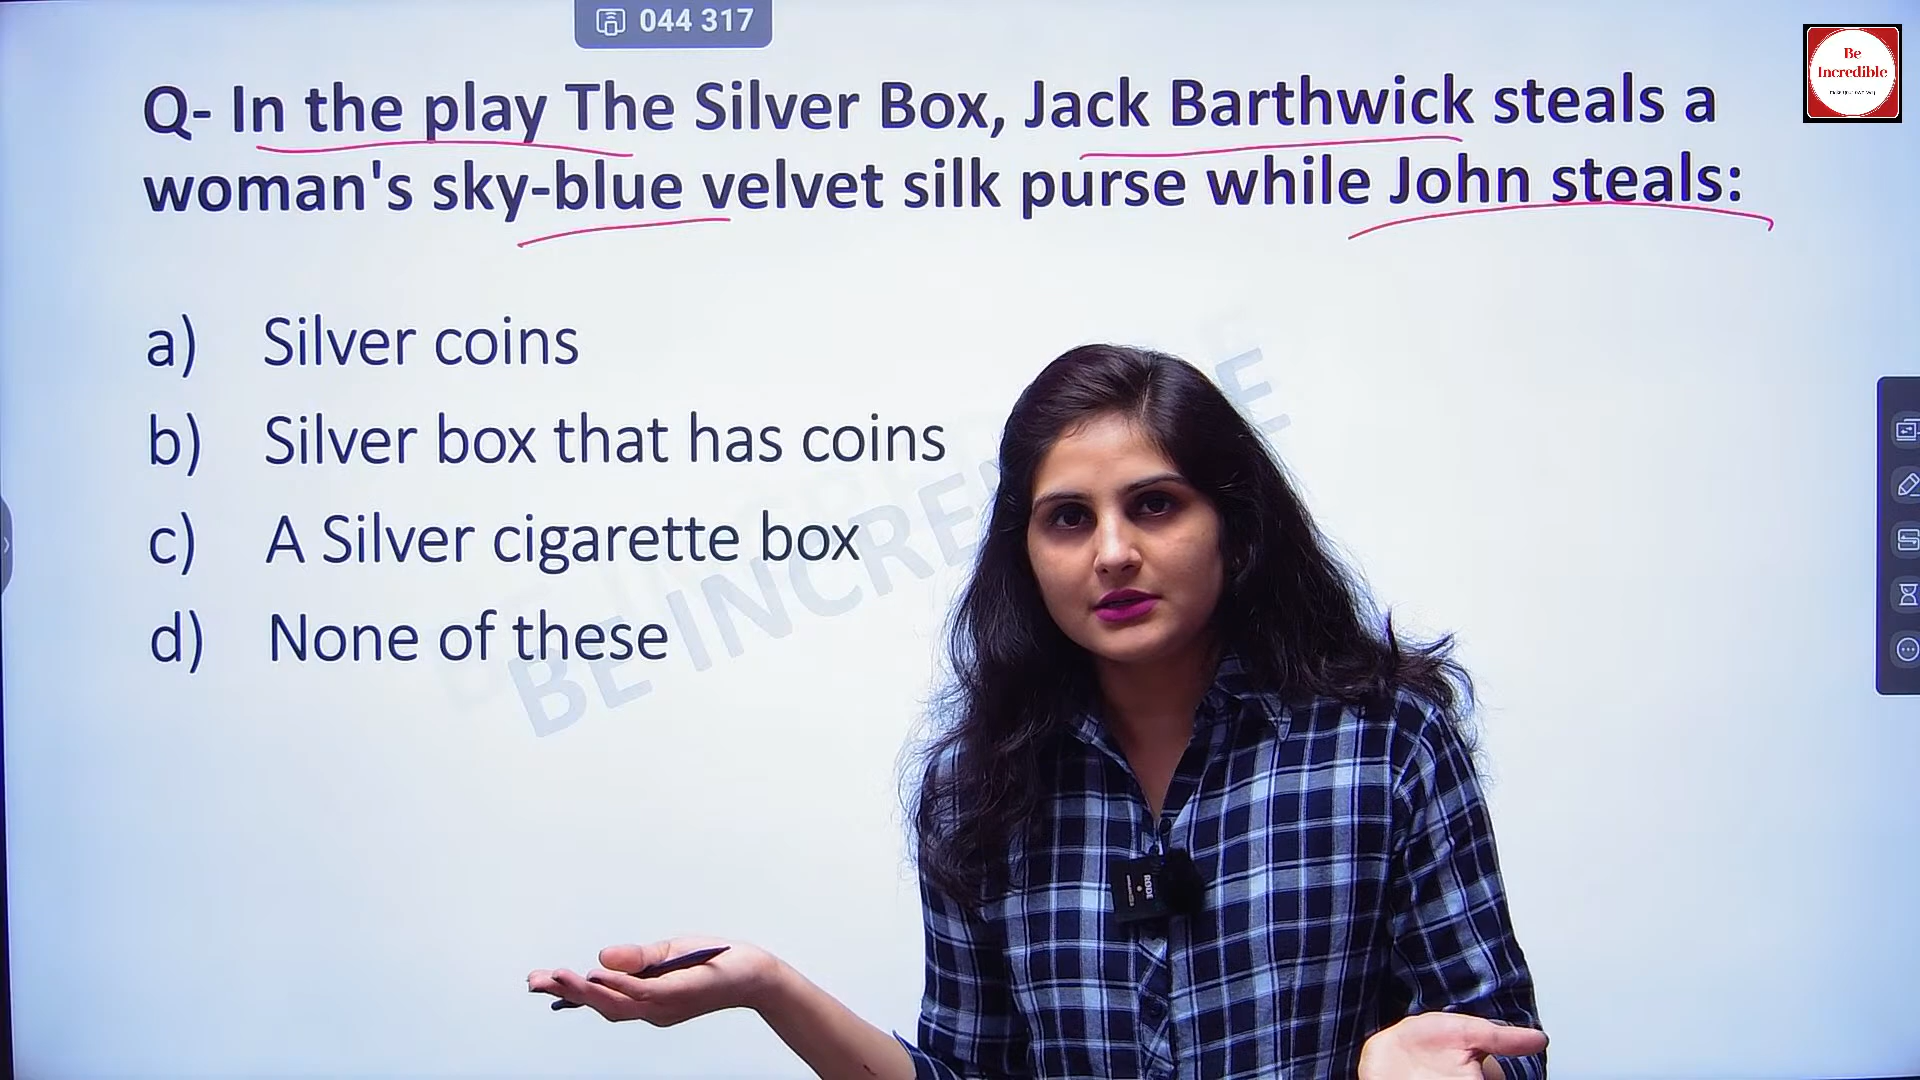 044 317
Be
Incredible
Q- In the play The Silver Box, Jack Barthwick steals a
woman's sky-blue velvet silk purse while John steals:
a) Silver coins
b) Silver box that has coins
c) A Silver cigarette box
d) None of these
BE INCREDIBLE
RODE